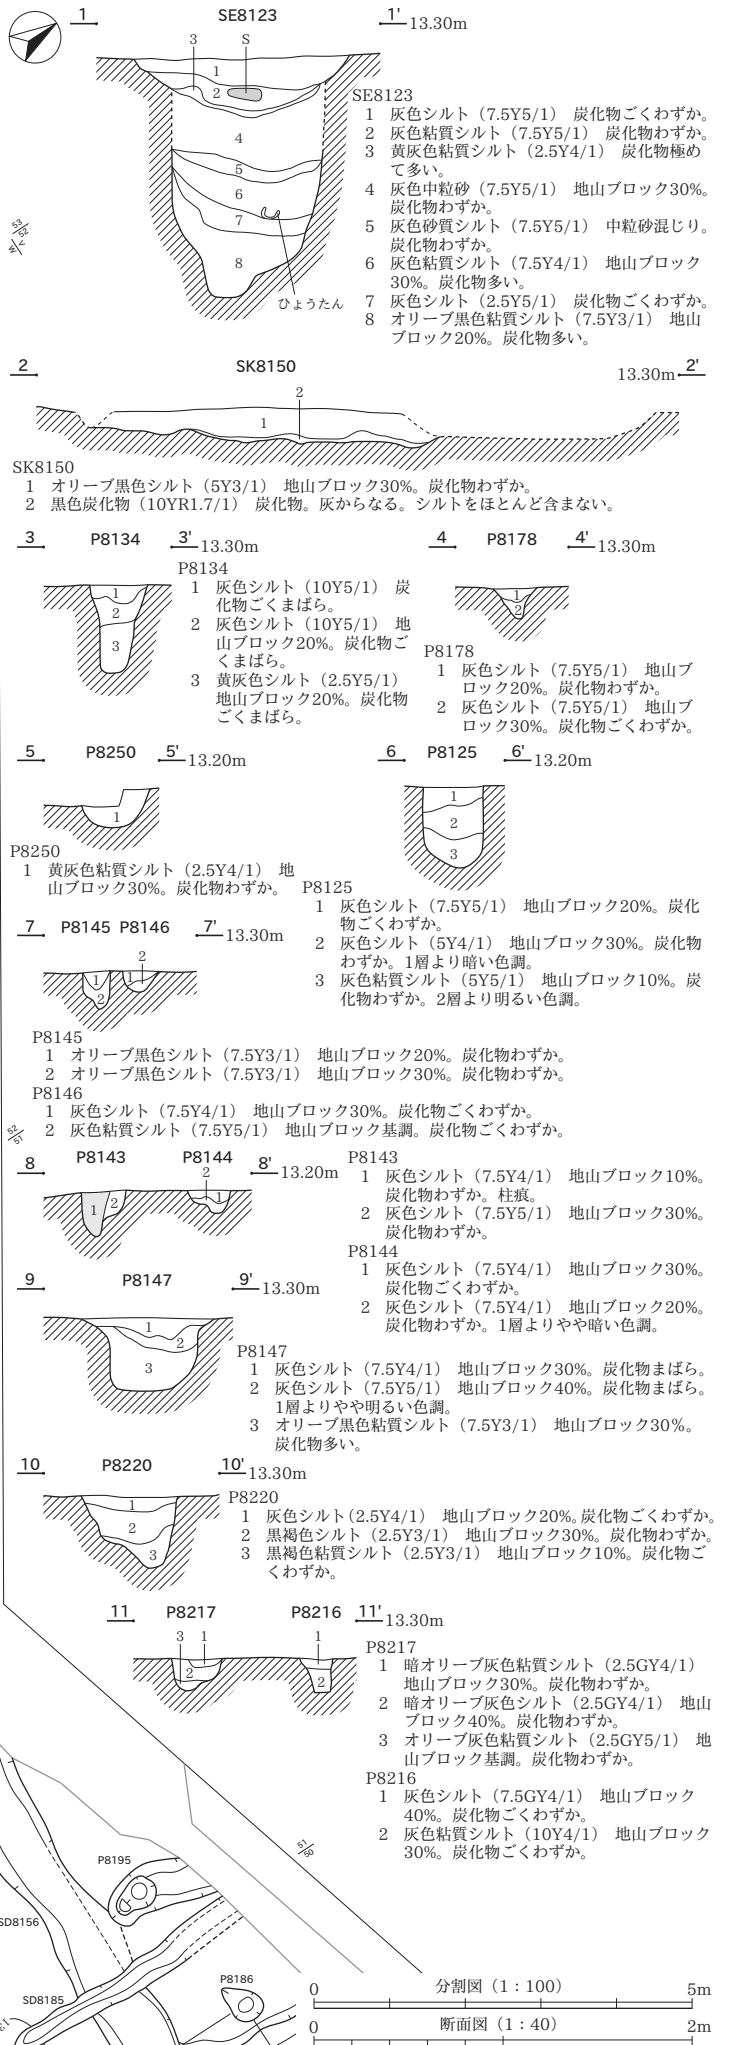 1 SE8123 1' 13.30m
3 S
1
2
4
5
6
7
8
ひょうたん
SE8123
1 灰色シルト（7.5Y5/1） 炭化物ごくわずか。
2 灰色粘質シルト（7.5Y5/1） 炭化物わずか。
3 黄灰色粘質シルト（2.5Y4/1） 炭化物極め
て多い。
4 灰色中粒砂（7.5Y5/1） 地山ブロック30%。
炭化物わずか。
5 灰色砂質シルト（7.5Y5/1） 中粒砂混じり。
炭化物わずか。
6 灰色粘質シルト（7.5Y4/1） 地山ブロック
30%。炭化物多い。
7 灰色シルト（2.5Y5/1） 炭化物ごくわずか。
8 オリーブ黒色粘質シルト（7.5Y3/1） 地山
ブロック20%。炭化物多い。
53
52
W V
2 SK8150 13.30m 2'
2
1
SK8150
1 オリーブ黒色シルト（5Y3/1） 地山ブロック30%。炭化物わずか。
2 黒色炭化物（10YR1.7/1） 炭化物。灰からなる。シルトをほとんど含まない。
3 P8134 3' 13.30m
1
2
3
P8134
1 灰色シルト（10Y5/1） 炭
化物ごくまばら。
2 灰色シルト（10Y5/1） 地
山ブロック20%。炭化物ご
くまばら。
3 黄灰色シルト（2.5Y5/1）
地山ブロック20%。炭化物
ごくまばら。
4 P8178 4' 13.30m
1
2
P8178
1 灰色シルト（7.5Y5/1） 地山ブ
ロック20%。炭化物わずか。
2 灰色シルト（7.5Y5/1） 地山ブ
ロック30%。炭化物ごくわずか。
5 P8250 5' 13.20m
1
P8250
1 黄灰色粘質シルト（2.5Y4/1） 地
山ブロック30%。炭化物わずか。
6 P8125 6' 13.20m
1
2
3
P8125
1 灰色シルト（7.5Y5/1） 地山ブロック20%。炭化
物ごくわずか。
2 灰色シルト（5Y4/1） 地山ブロック30%。炭化物
わずか。1層より暗い色調。
3 灰色粘質シルト（5Y5/1） 地山ブロック10%。炭
化物わずか。2層より明るい色調。
7 P8145 P8146 7' 13.30m
2
1 1
2
P8145
1 オリーブ黒色シルト（7.5Y3/1） 地山ブロック20%。炭化物わずか。
2 オリーブ黒色シルト（7.5Y3/1） 地山ブロック30%。炭化物わずか。
P8146
1 灰色シルト（7.5Y4/1） 地山ブロック30%。炭化物ごくわずか。
2 灰色粘質シルト（7.5Y5/1） 地山ブロック基調。炭化物ごくわずか。
52
51
8 P8143 P8144 8' 13.20m
2
1 2 1
P8143
1 灰色シルト（7.5Y4/1） 地山ブロック10%。
炭化物わずか。柱痕。
2 灰色シルト（7.5Y5/1） 地山ブロック30%。
炭化物わずか。
P8144
1 灰色シルト（7.5Y4/1） 地山ブロック30%。
炭化物ごくわずか。
2 灰色シルト（7.5Y4/1） 地山ブロック20%。
炭化物わずか。1層よりやや暗い色調。
9 P8147 9' 13.30m
1
2
3
P8147
1 灰色シルト（7.5Y4/1） 地山ブロック30%。炭化物まばら。
2 灰色シルト（7.5Y5/1） 地山ブロック40%。炭化物まばら。
1層よりやや明るい色調。
3 オリーブ黒色粘質シルト（7.5Y3/1） 地山ブロック30%。
炭化物多い。
10 P8220 10' 13.30m
1
2
3
P8220
1 灰色シルト（2.5Y4/1） 地山ブロック20%。炭化物ごくわずか。
2 黒褐色シルト（2.5Y3/1） 地山ブロック30%。炭化物わずか。
3 黒褐色粘質シルト（2.5Y3/1） 地山ブロック10%。炭化物ご
くわずか。
11 P8217 P8216 11' 13.30m
3 1 1
2 2
P8217
1 暗オリーブ灰色粘質シルト（2.5GY4/1）
地山ブロック30%。炭化物わずか。
2 暗オリーブ灰色シルト（2.5GY4/1） 地山
ブロック40%。炭化物わずか。
3 オリーブ灰色粘質シルト（2.5GY5/1） 地
山ブロック基調。炭化物わずか。
P8216
1 灰色シルト（7.5GY4/1） 地山ブロック
40%。炭化物ごくわずか。
2 灰色粘質シルト（10Y4/1） 地山ブロック
30%。炭化物ごくわずか。
51
50
P8195
SD8156
SD8185
P8186
0 分割図（1：100） 5m
0 断面図（1：40） 2m